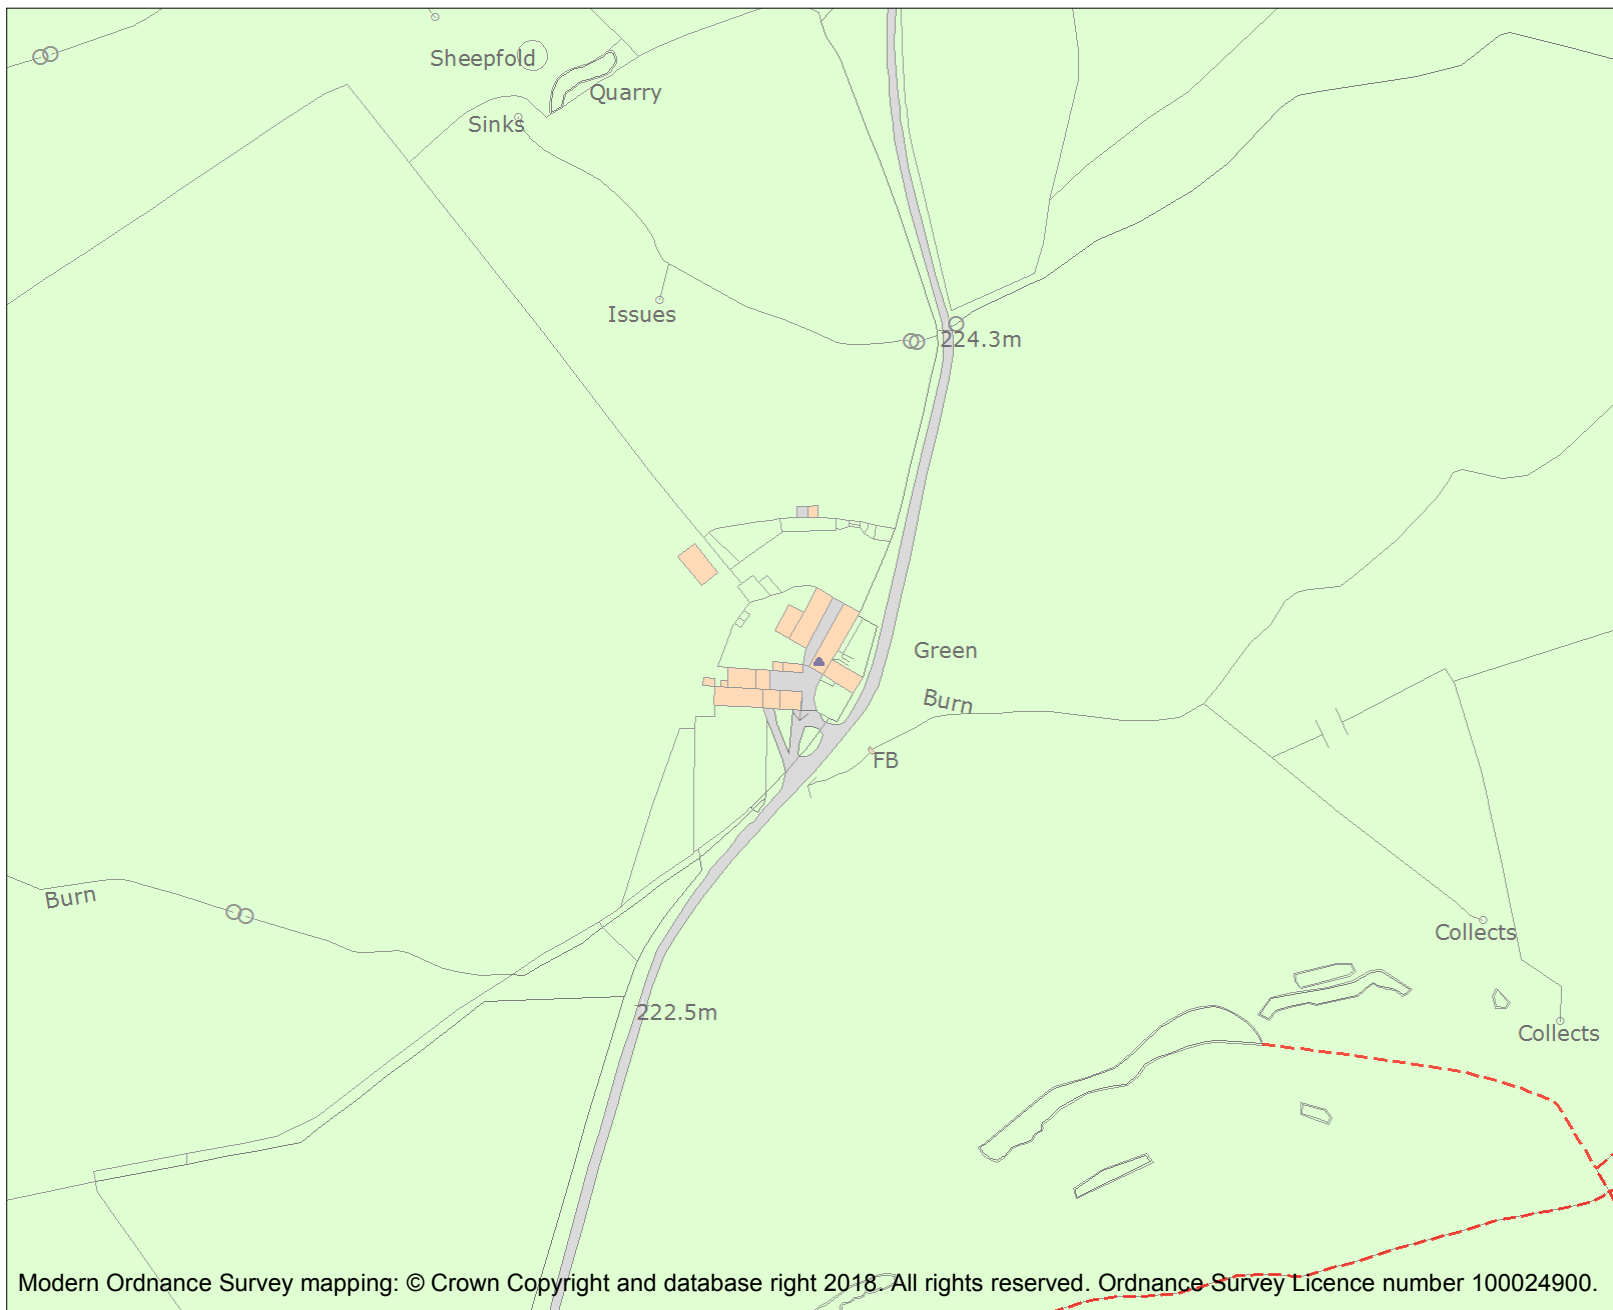 Sheepfold
Quarry
Sinks
Issues
224.3m
Green
Burn
FB
Burn
Collects
222.5m
Collects
Modern Ordnance Survey mapping: © Crown Copyright and database right 2018. All rights reserved. Ordnance Survey Licence number 100024900.